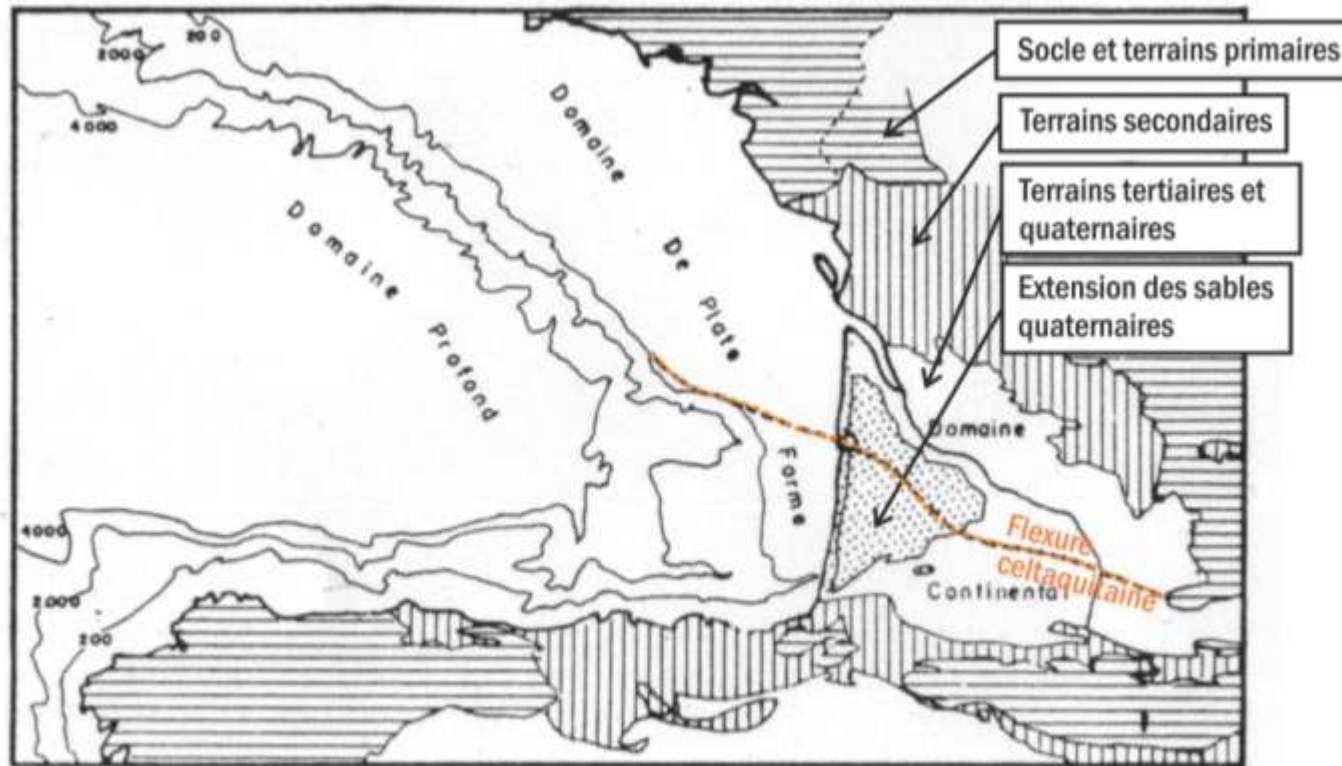 200
2000
4000
Socle et terrains primaires
Terrains secondaires
Terrains tertiaires et
quaternaires
Extension des sables
quaternaires
Domaine
De
Plate
Forme
Domaine
Profond
Domaine
Continental
Flexure
celtaquitaine
4000
2000
200